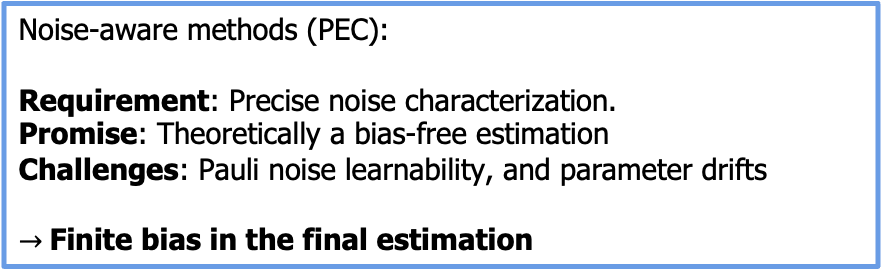 Noise-aware methods (PEC):
Requirement: Precise noise characterization.
Promise: Theoretically a bias-free estimation
Challenges: Pauli noise learnability, and parameter drifts
→ Finite bias in the final estimation